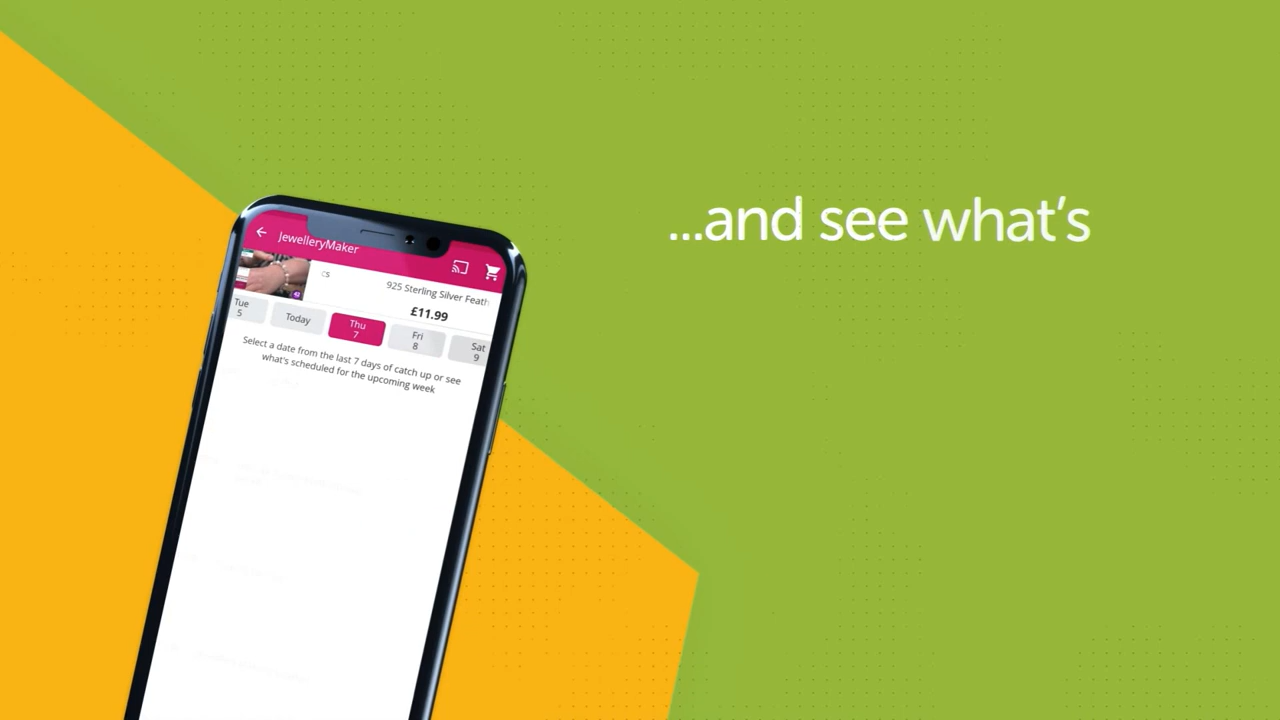 ...and see what's
JewelleryMaker
cs
925 Sterling Silver Feath
£11.99
Tue
5
Today
Thu
7
Fri
8
Sat
9
Select a date from the last 7 days of catch up or see
what's scheduled for the upcoming week